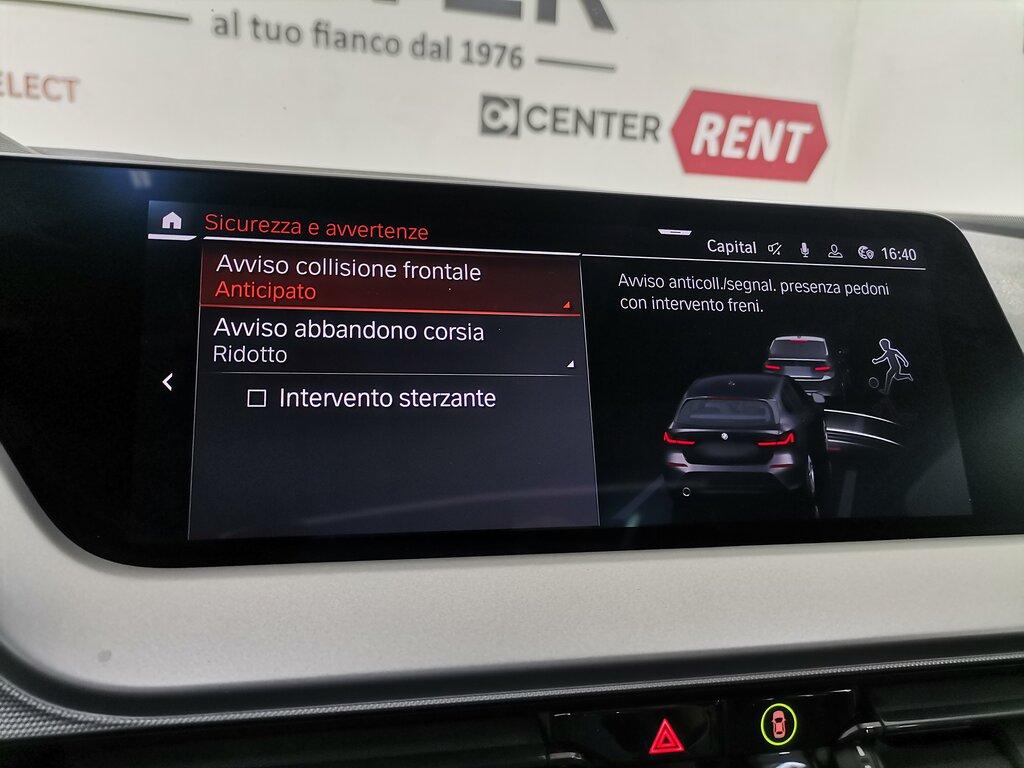 al tuo fianco dal 1976
CENTER RENT
Sicurezza e avvertenze
Capital
16:40
Avviso collisione frontale
Anticipato
Avviso abbandono corsia
Ridotto
Intervento sterzante
Avviso anticoll./segnal. presenza pedoni
con intervento freni.